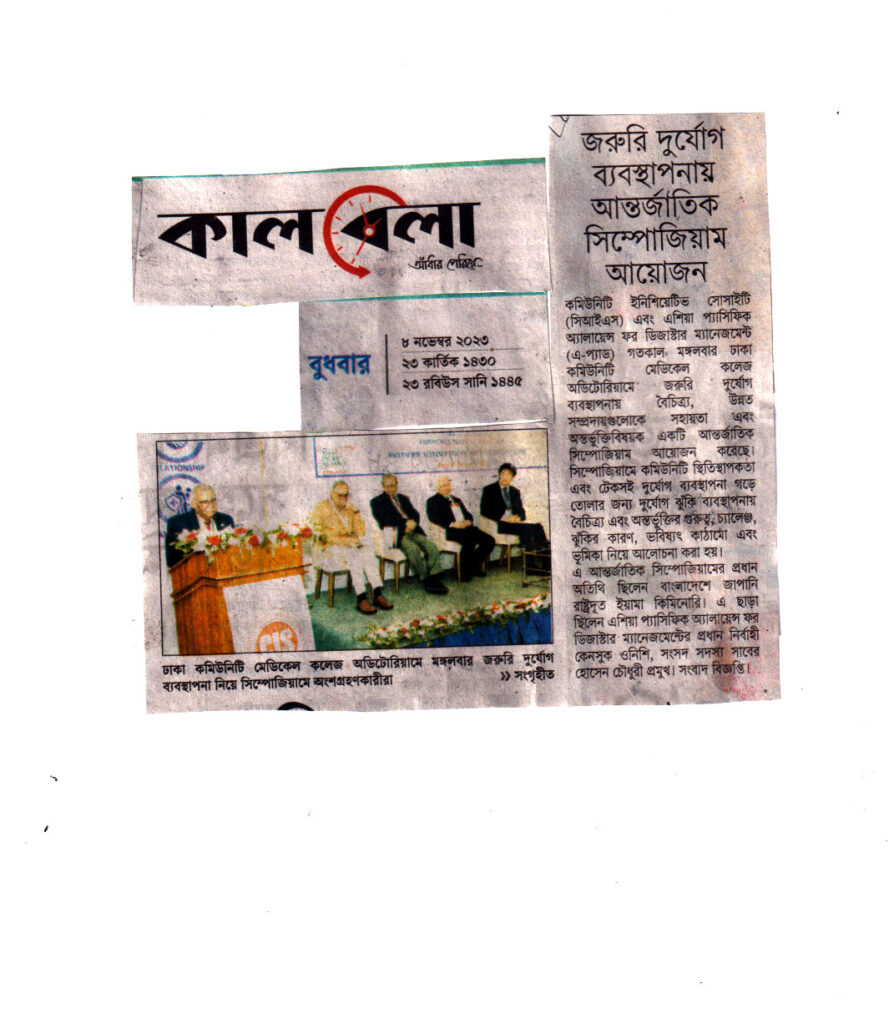 কালবেলা
আঁধার পেরিয়ে
বুধবার
৮ নভেম্বর ২০২৩
২৩ কার্তিক ১৪৩০
২৩ রবিউস সানি ১৪৪৫
জরুরি দুর্যোগ
ব্যবস্থাপনায়
আন্তর্জাতিক
সিম্পোজিয়াম
আয়োজন
কমিউনিটি ইনিশিয়েটিভ সোসাইটি
(সিআইএস) এবং এশিয়া প্যাসিফিক
অ্যালায়েন্স ফর ডিজাস্টার ম্যানেজমেন্ট
(এ-প্যাড) গতকাল মঙ্গলবার ঢাকা
কমিউনিটি মেডিকেল কলেজ
অডিটোরিয়ামে জরুরি দুর্যোগ
ব্যবস্থাপনায় বৈচিত্র্য, উন্নত
সম্প্রদায়গুলোকে সহায়তা এবং
অন্তর্ভুক্তিবিষয়ক একটি আন্তর্জাতিক
সিম্পোজিয়াম আয়োজন করেছে।
সিম্পোজিয়ামে কমিউনিটি স্থিতিস্থাপকতা
এবং টেকসই দুর্যোগ ব্যবস্থাপনা গড়ে
তোলার জন্য দুর্যোগ ঝুঁকি ব্যবস্থাপনায়
বৈচিত্র্য এবং অন্তর্ভুক্তির গুরুত্ব, চ্যালেঞ্জ,
ঝুঁকির কারণ, ভবিষ্যৎ কাঠামো এবং
ভূমিকা নিয়ে আলোচনা করা হয়।
এ আন্তর্জাতিক সিম্পোজিয়ামের প্রধান
অতিথি ছিলেন বাংলাদেশে জাপানি
রাষ্ট্রদূত ইয়ামা কিমিনোরি। এ ছাড়া
ছিলেন এশিয়া প্যাসিফিক অ্যালায়েন্স ফর
ডিজাস্টার ম্যানেজমেন্টের প্রধান নির্বাহী
কেনসুক ওনিশি, সংসদ সদস্য সাবের
হোসেন চৌধুরী প্রমুখ। সংবাদ বিজ্ঞপ্তি।
CIS
ঢাকা কমিউনিটি মেডিকেল কলেজ অডিটোরিয়ামে মঙ্গলবার জরুরি দুর্যোগ
ব্যবস্থাপনা নিয়ে সিম্পোজিয়ামে অংশগ্রহণকারীরা >> সংগৃহীত